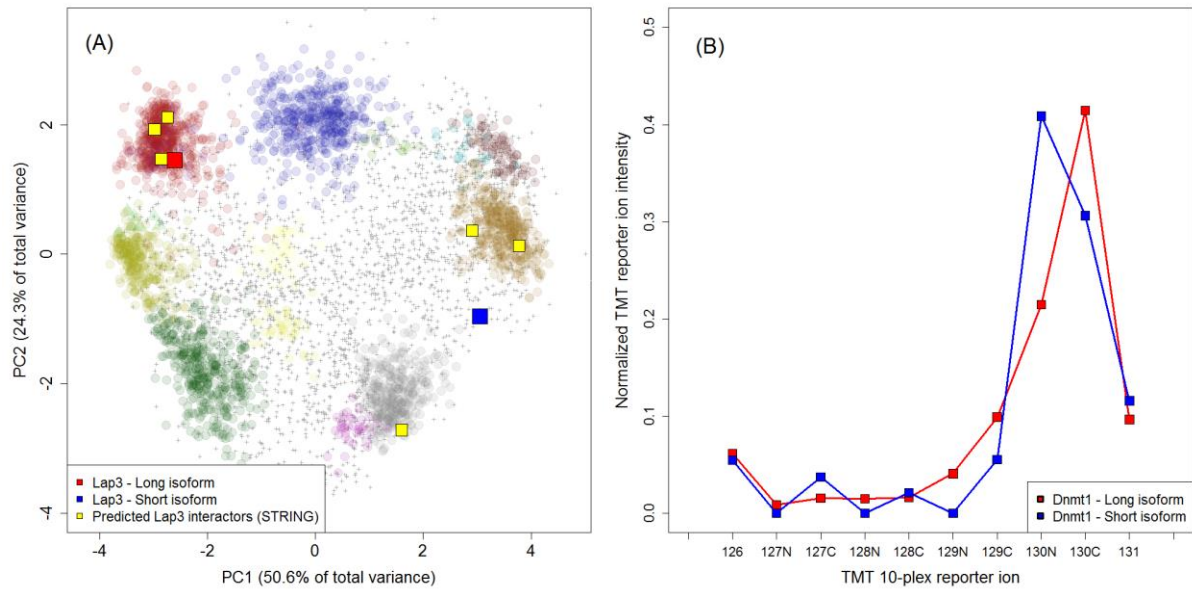 (A)
PC2 (24.3% of total variance)
2
0
-2
-4
Lap3 - Long isoform
Lap3 - Short isoform
Predicted Lap3 interactors (STRING)
-4
-2
0
2
4
PC1 (50.6% of total variance)
(B)
Normalized TMT reporter ion intensity
0.5
0.4
0.3
0.2
0.1
0.0
Dnmt1 - Long isoform
Dnmt1 - Short isoform
126
127N
127C
128N
128C
129N
129C
130N
130C
131
TMT 10-plex reporter ion